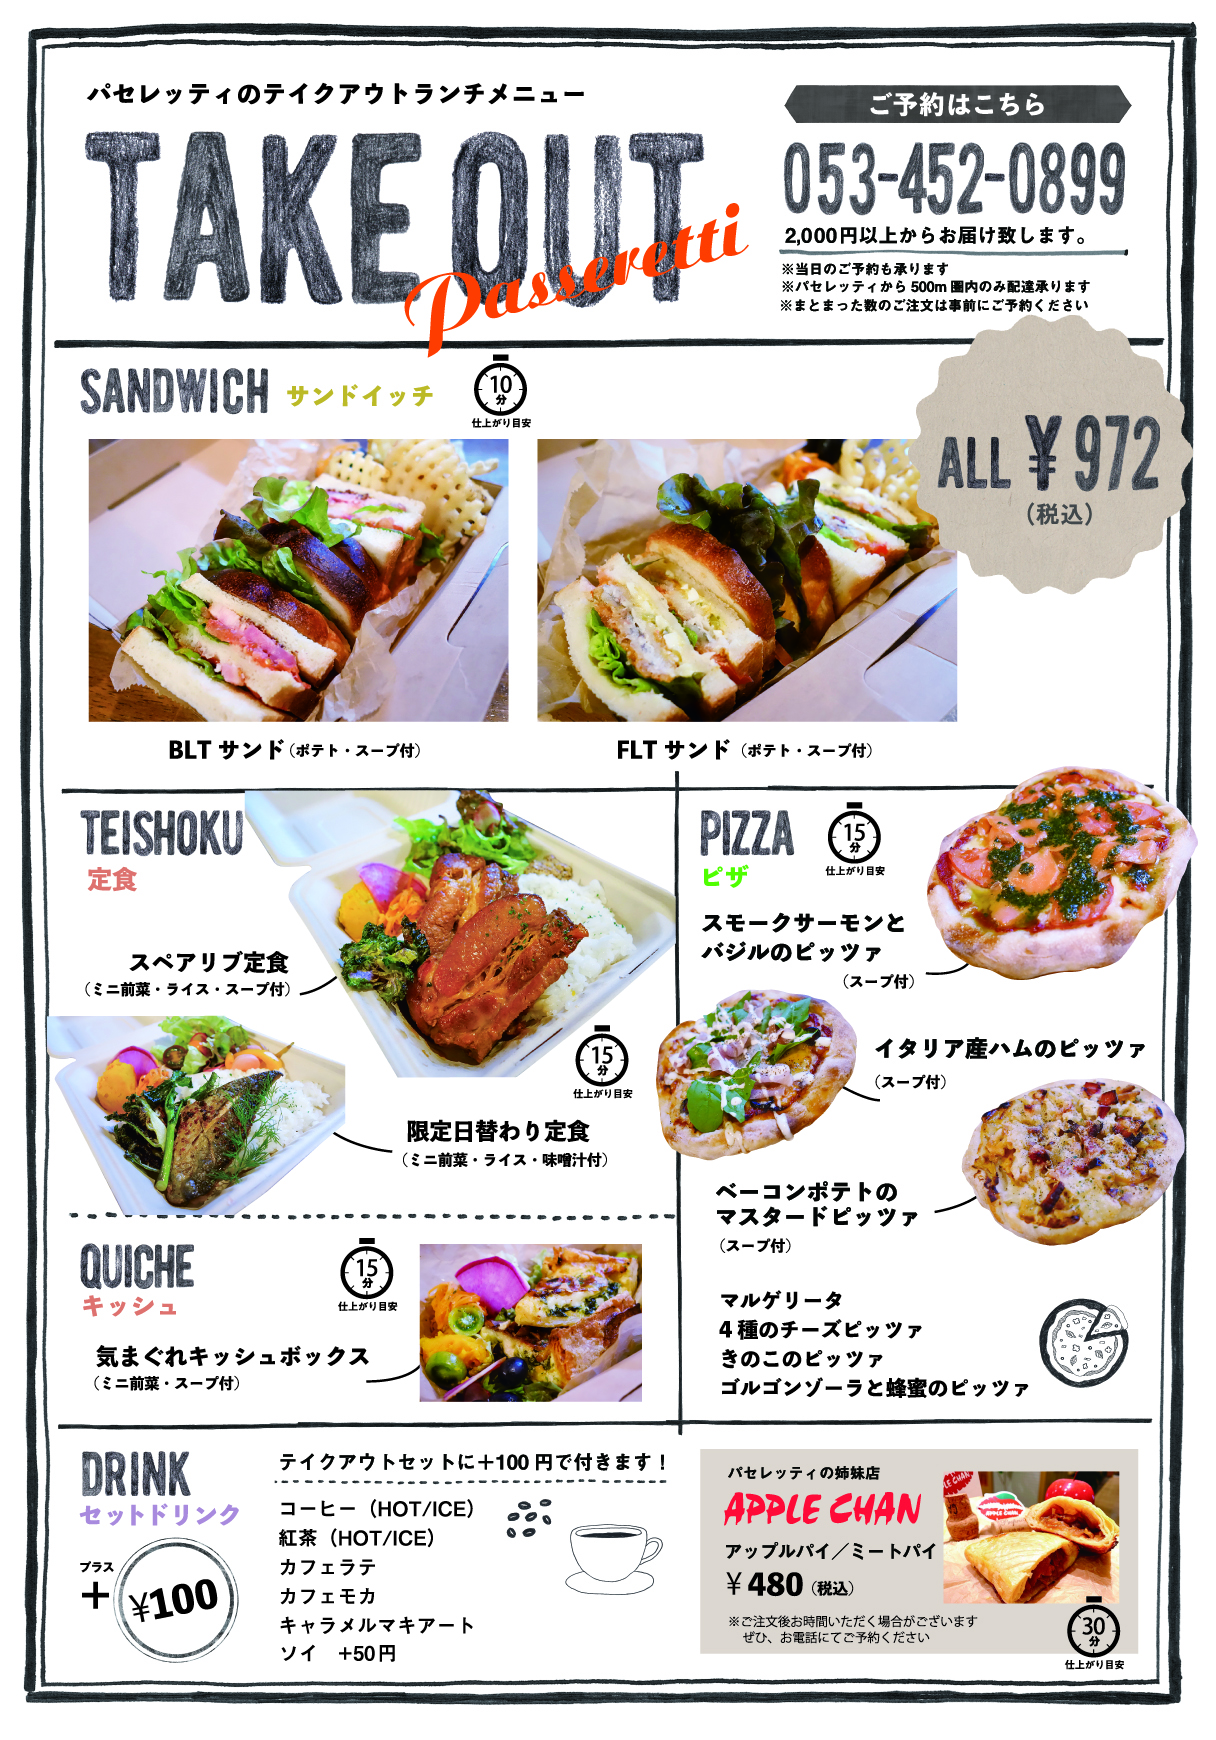 パセレッティのテイクアウトランチメニュー
TAKE OUT
Passeretti
ご予約はこちら
053-452-0899
2,000円以上からお届け致します。
※当日のご予約も承ります
※パセレッティから500m圏内のみ配達承ります
※まとまった数のご注文は事前にご予約ください
SANDWICH サンドイッチ
10
分
仕上がり目安
ALL ¥972
(税込)
BLTサンド(ポテト・スープ付)
FLTサンド(ポテト・スープ付)
TEISHOKU
定食
スペアリブ定食
(ミニ前菜・ライス・スープ付)
15
分
仕上がり目安
限定日替わり定食
(ミニ前菜・ライス・味噌汁付)
PIZZA
ピザ
15
分
仕上がり目安
スモークサーモンと
バジルのピッツァ
(スープ付)
イタリア産ハムのピッツァ
(スープ付)
ベーコンポテトの
マスタードピッツァ
(スープ付)
マルゲリータ
4種のチーズピッツァ
きのこのピッツァ
ゴルゴンゾーラと蜂蜜のピッツァ
QUICHE
キッシュ
15
分
仕上がり目安
気まぐれキッシュボックス
(ミニ前菜・スープ付)
DRINK
セットドリンク
プラス
+
¥100
テイクアウトセットに+100円で付きます!
コーヒー(HOT/ICE)
紅茶(HOT/ICE)
カフェラテ
カフェモカ
キャラメルマキアート
ソイ +50円
パセレッティの姉妹店
APPLE CHAN
アップルパイ/ミートパイ
¥480(税込)
※ご注文後お時間いただく場合がございます
ぜひ、お電話にてご予約ください
APPLE CHAN
30
分
仕上がり目安